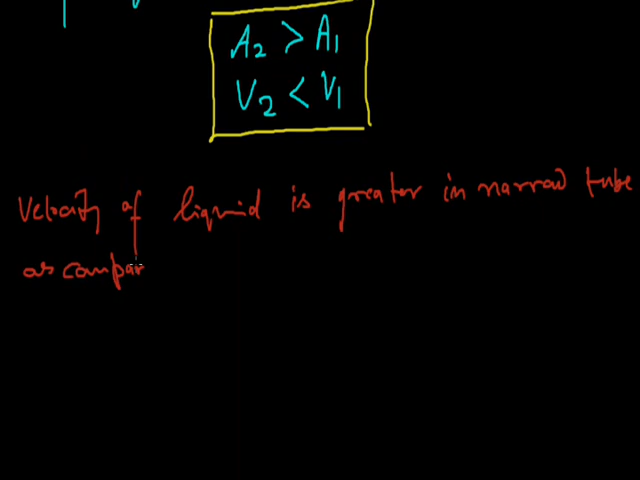 A₂ > A₁
V₂ < V₁
Velocity of liquid is greater in narrow tube
as compar